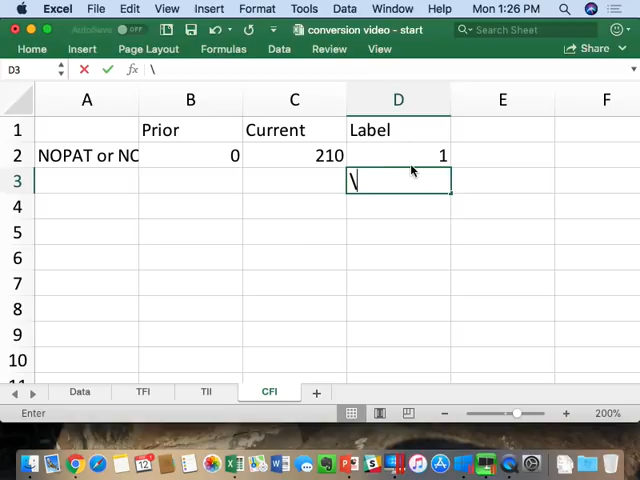 Excel File Edit View Insert Format Tools Data Window Help Mon 1:26 PM
AutoSave OFF conversion video - start Search Sheet
Home Insert Page Layout Formulas Data Review View Share
D3 fx \
A B C D E F
1 Prior Current Label
2 NOPAT or NC 0 210 1
3 \
4
5
6
7
8
9
10
11
Data TFI TII CFI
Enter 200%